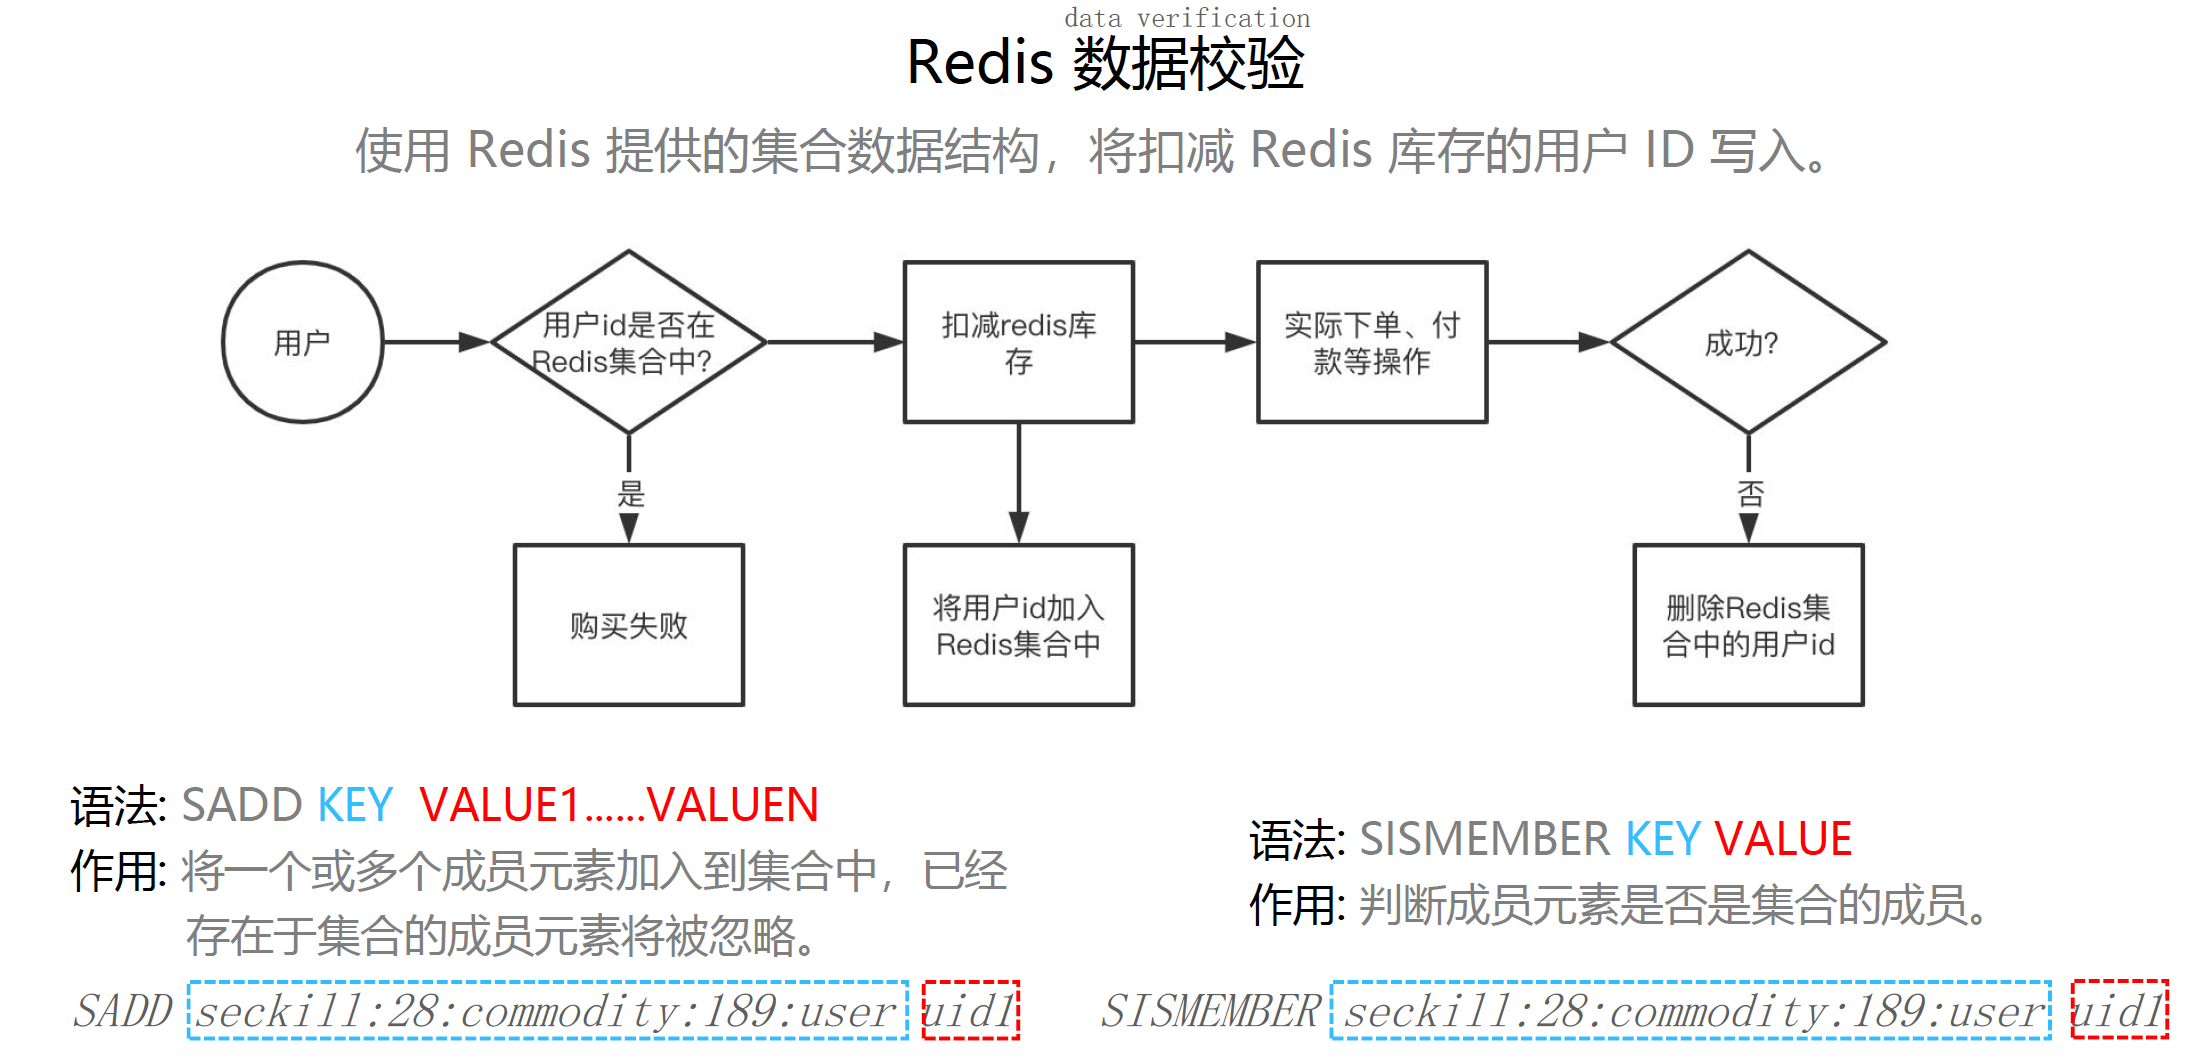 data verification
Redis 数据校验
使用 Redis 提供的集合数据结构，将扣减 Redis 库存的用户 ID 写入。
用户
用户id是否在
Redis集合中?
扣减redis库
存
实际下单、付
款等操作
成功?
是
否
购买失败
将用户id加入
Redis集合中
删除Redis集
合中的用户id
语法: SADD KEY VALUE1......VALUEN
作用: 将一个或多个成员元素加入到集合中，已经
存在于集合的成员元素将被忽略。
SADD seckill:28:commodity:189:user uid1
语法: SISMEMBER KEY VALUE
作用: 判断成员元素是否是集合的成员。
SISMEMBER seckill:28:commodity:189:user uid1